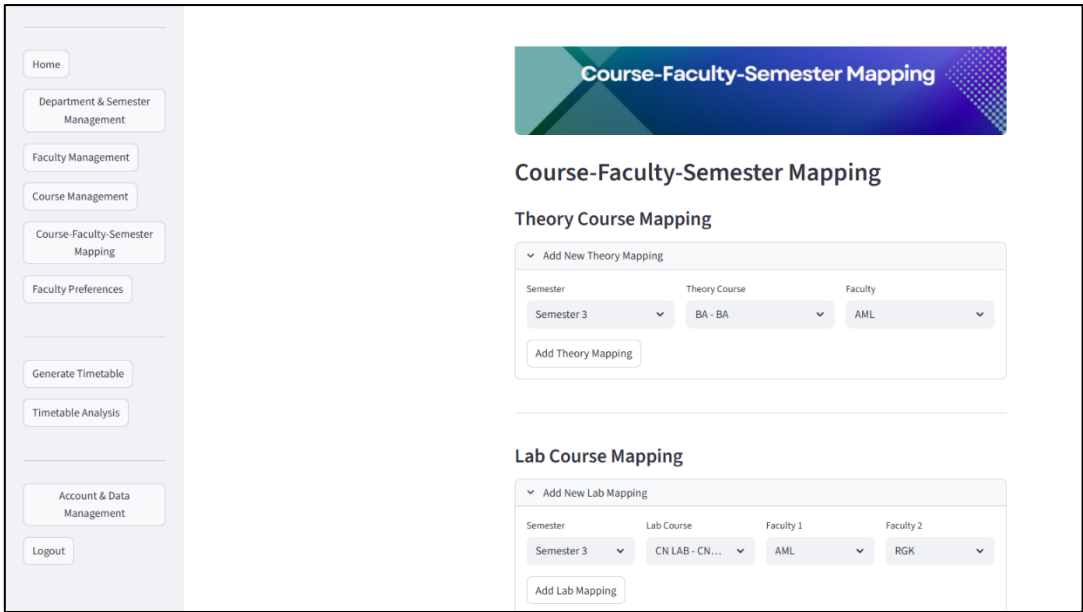 Home
Department & Semester
Management
Faculty Management
Course Management
Course-Faculty-Semester
Mapping
Faculty Preferences
Generate Timetable
Timetable Analysis
Account & Data
Management
Logout
Course-Faculty-Semester Mapping
Course-Faculty-Semester Mapping
Theory Course Mapping
Add New Theory Mapping
Semester Theory Course Faculty
Semester 3 BA - BA AML
Add Theory Mapping
Lab Course Mapping
Add New Lab Mapping
Semester Lab Course Faculty 1 Faculty 2
Semester 3 CN LAB - CN... AML RGK
Add Lab Mapping